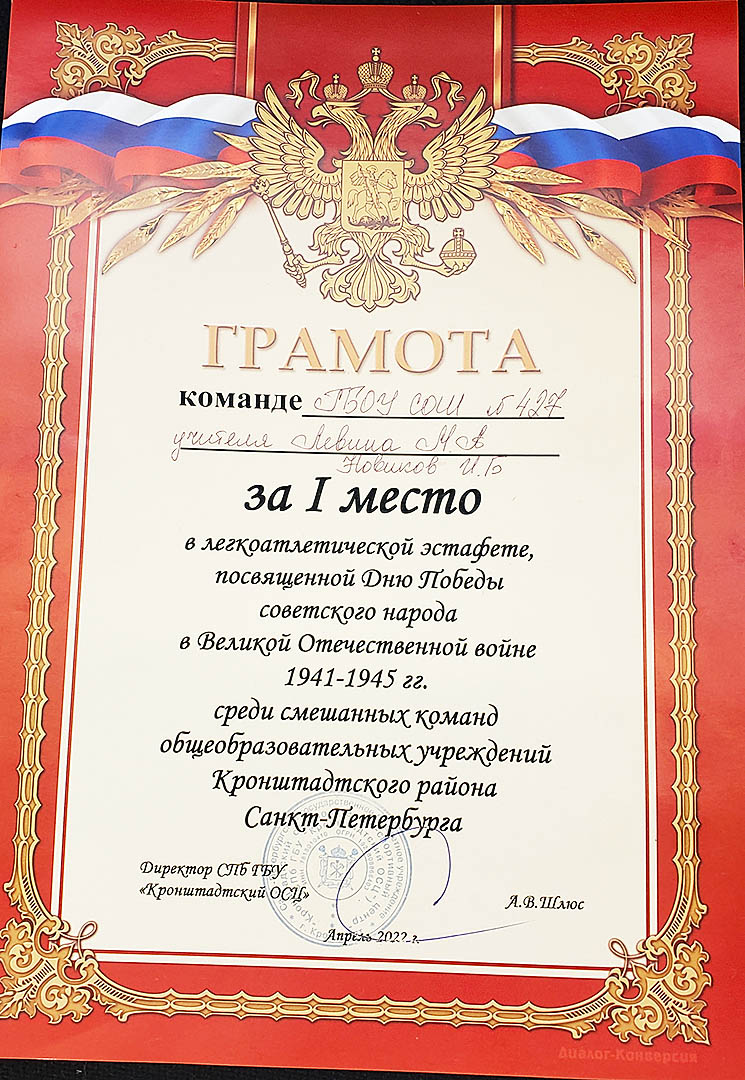 ГРАМОТА
команде ГБОУ СОШ №427
учителя Левина М.А
Новиков И.Б
за I место
в легкоатлетической эстафете,
посвященной Дню Победы
советского народа
в Великой Отечественной войне
1941-1945 гг.
среди смешанных команд
общеобразовательных учреждений
Кронштадтского района
Санкт-Петербурга
Директор СПб ГБУ
«Кронштадтский ОСЦ»
А.В.Шлюс
Апрель 2022 г.
Диалог-Конверсия